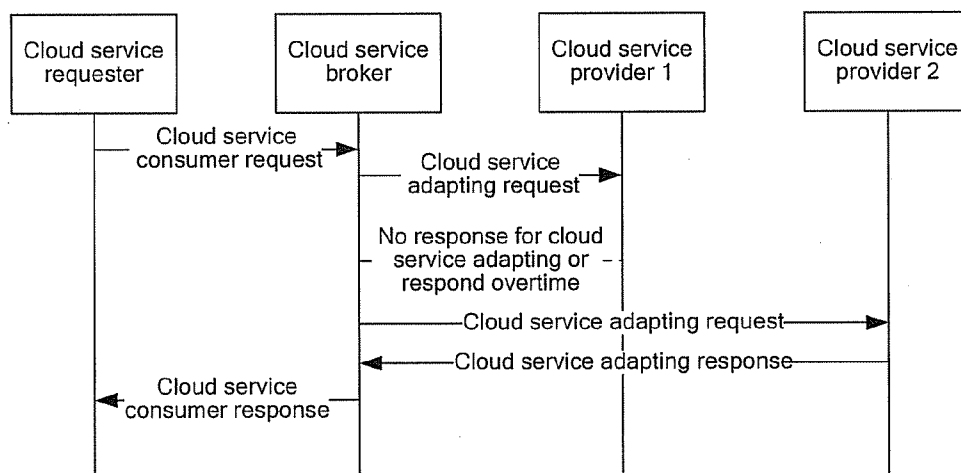 Cloud service
requester
Cloud service
broker
Cloud service
provider 1
Cloud service
provider 2
Cloud service
consumer request
Cloud service
adapting request
No response for cloud
service adapting or
respond overtime
Cloud service adapting request
Cloud service adapting response
Cloud service
consumer response